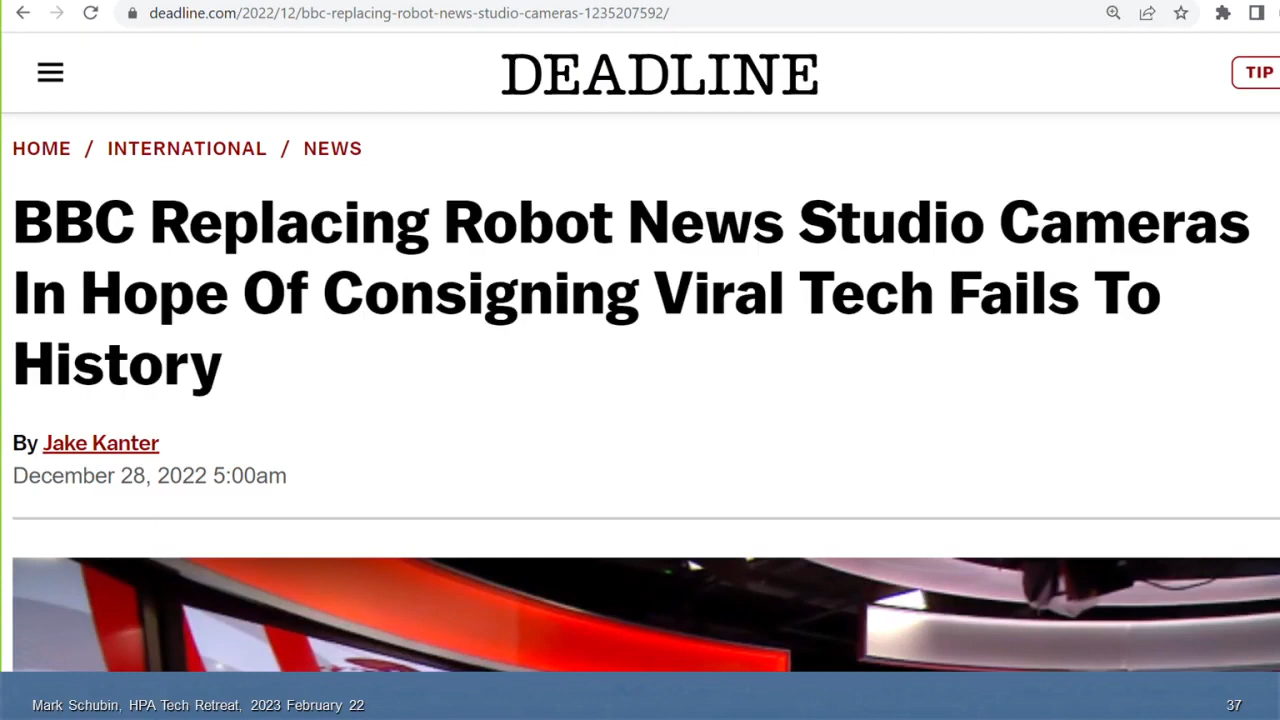 deadline.com/2022/12/bbc-replacing-robot-news-studio-cameras-1235207592/
DEADLINE
TIP
HOME / INTERNATIONAL / NEWS
BBC Replacing Robot News Studio Cameras
In Hope Of Consigning Viral Tech Fails To
History
By Jake Kanter
December 28, 2022 5:00am
Mark Schubin, HPA Tech Retreat, 2023 February 22
37